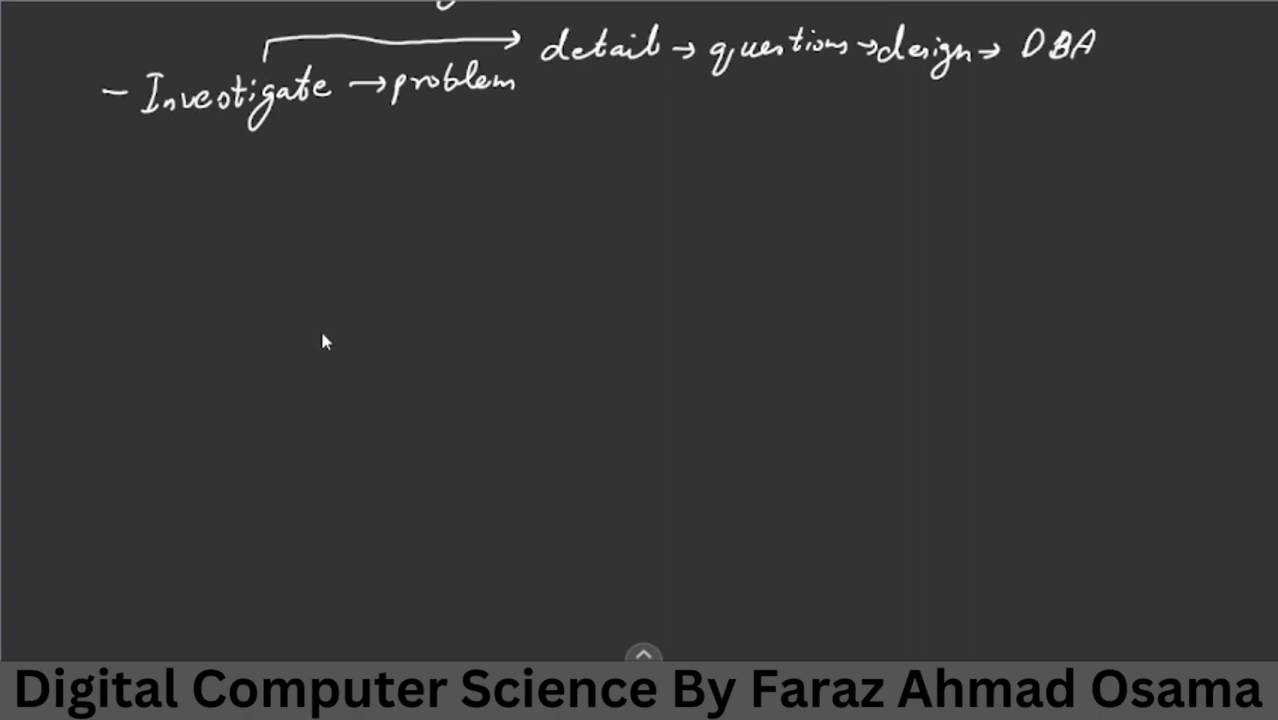 detail → questions → design → DBA
- Investigate → problem
Digital Computer Science By Faraz Ahmad Osama